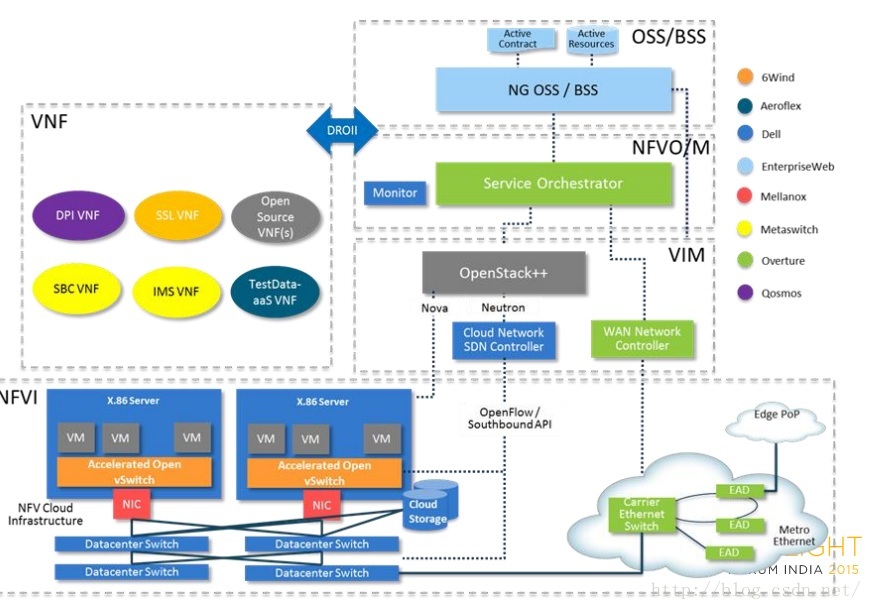 OSS/BSS
Active
Contract
Active
Resources
NG OSS / BSS
6Wind
Aeroflex
Dell
EnterpriseWeb
Mellanox
Metaswitch
Overture
Qosmos
VNF
DROII
NFVO/M
Monitor
Service Orchestrator
DPI VNF
SSL VNF
Open
Source
VNF(s)
SBC VNF
IMS VNF
TestData-
aaS VNF
VIM
OpenStack++
Nova
Neutron
Cloud Network
SDN Controller
WAN Network
Controller
NFVI
X.86 Server
X.86 Server
VM
VM
VM
VM
VM
VM
Accelerated Open
vSwitch
Accelerated Open
vSwitch
NIC
NIC
NFV Cloud
Infrastructure
Cloud
Storage
Datacenter Switch
Datacenter Switch
Datacenter Switch
Datacenter Switch
OpenFlow /
Southbound API
Edge PoP
Carrier
Ethernet
Switch
EAD
EAD
EAD
Metro
Ethernet
INDIA 2015
http://blog.csdn.net/